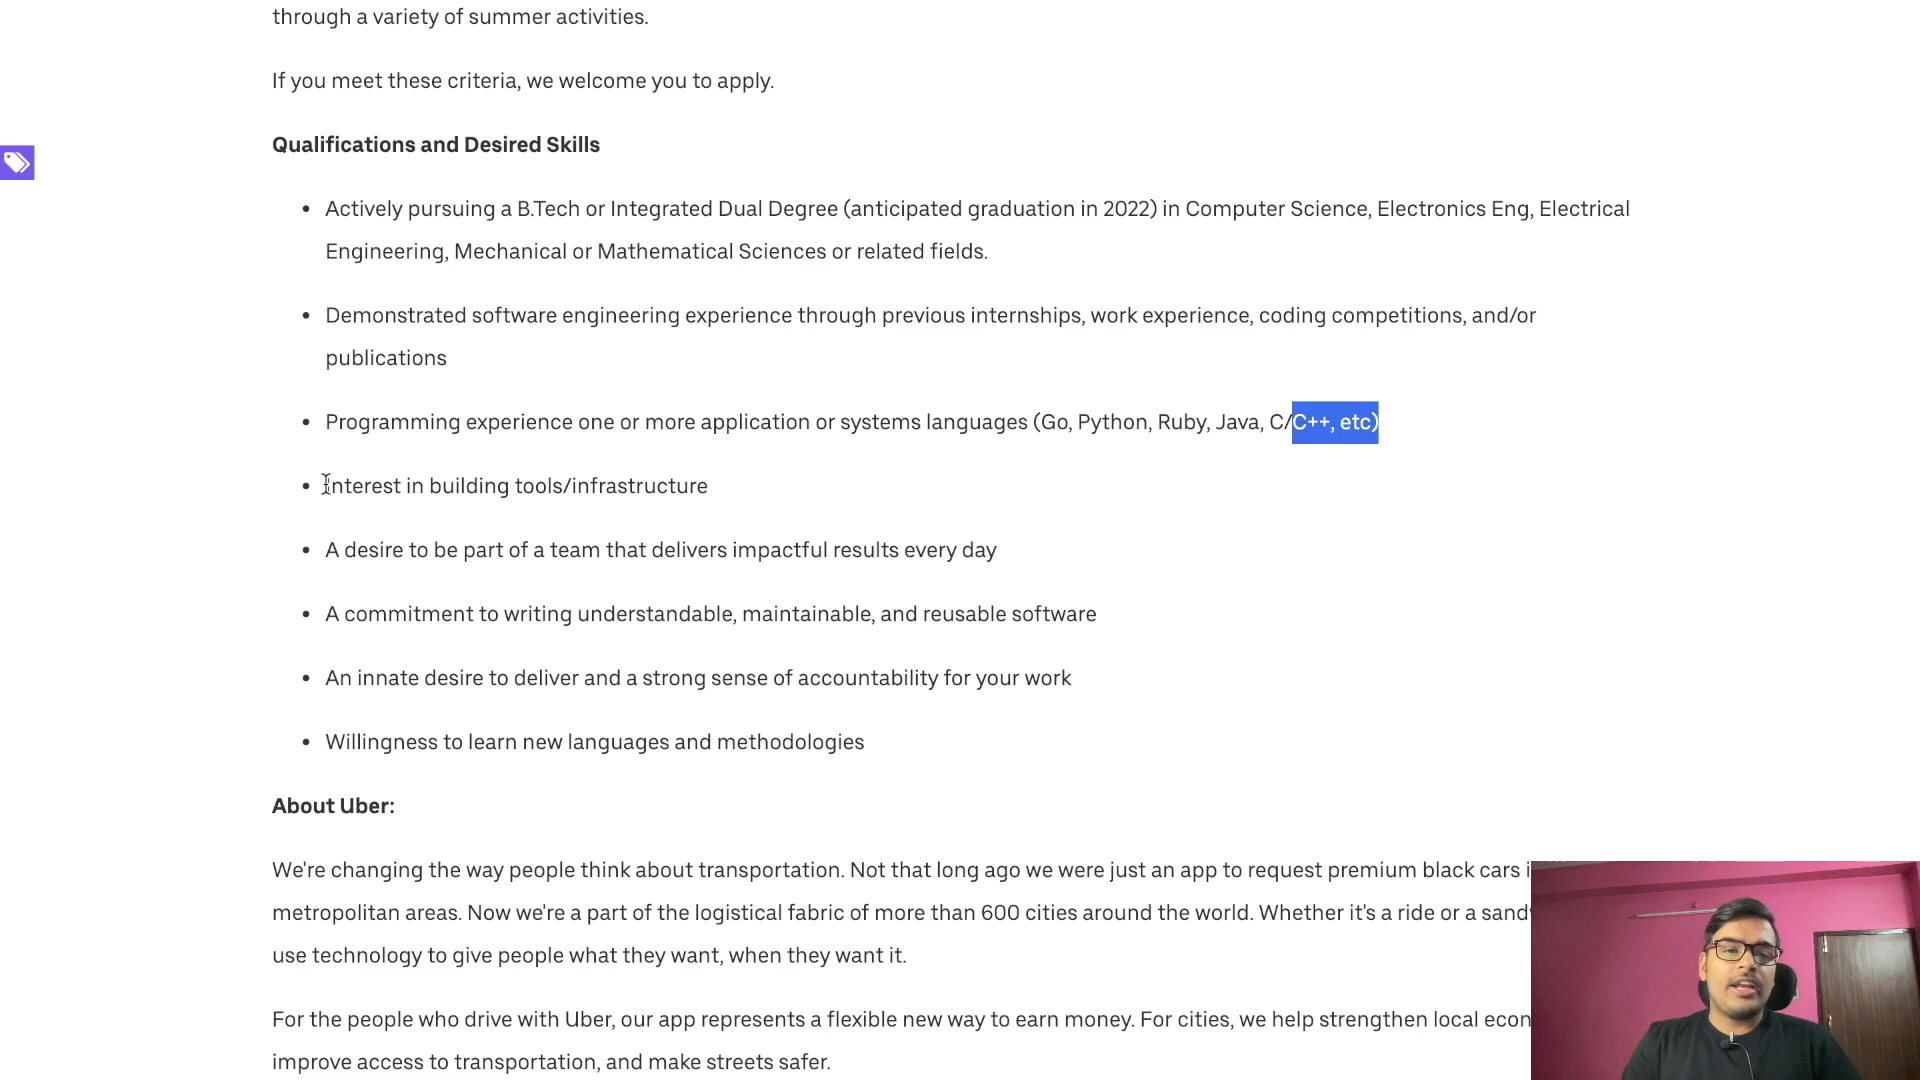 through a variety of summer activities.
If you meet these criteria, we welcome you to apply.
Qualifications and Desired Skills
• Actively pursuing a B.Tech or Integrated Dual Degree (anticipated graduation in 2022) in Computer Science, Electronics Eng, Electrical
Engineering, Mechanical or Mathematical Sciences or related fields.
• Demonstrated software engineering experience through previous internships, work experience, coding competitions, and/or
publications
• Programming experience one or more application or systems languages (Go, Python, Ruby, Java, C/C++, etc)
• Interest in building tools/infrastructure
• A desire to be part of a team that delivers impactful results every day
• A commitment to writing understandable, maintainable, and reusable software
• An innate desire to deliver and a strong sense of accountability for your work
• Willingness to learn new languages and methodologies
About Uber:
We're changing the way people think about transportation. Not that long ago we were just an app to request premium black cars
metropolitan areas. Now we're a part of the logistical fabric of more than 600 cities around the world. Whether it's a ride or a
use technology to give people what they want, when they want it.
For the people who drive with Uber, our app represents a flexible new way to earn money. For cities, we help strengthen local
improve access to transportation, and make streets safer.